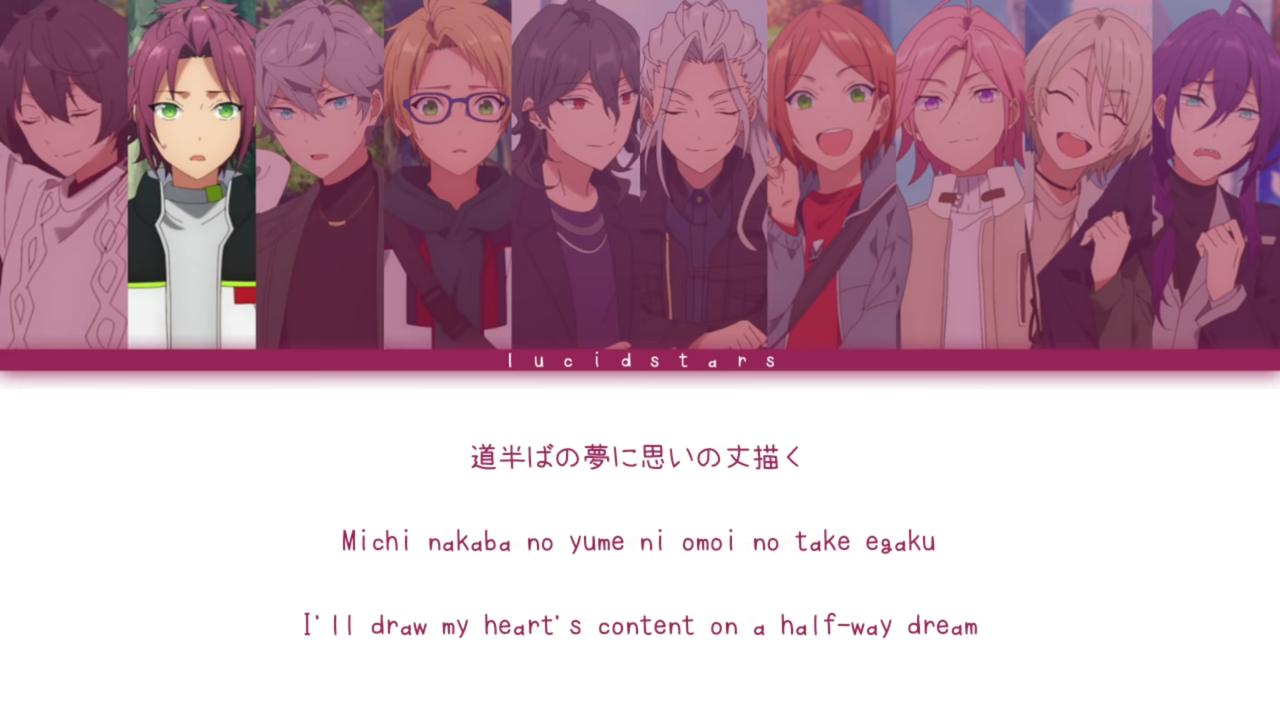 lucidstars
道半ばの夢に思いの丈描く
Michi nakaba no yume ni omoi no take egaku
I'll draw my heart's content on a half-way dream